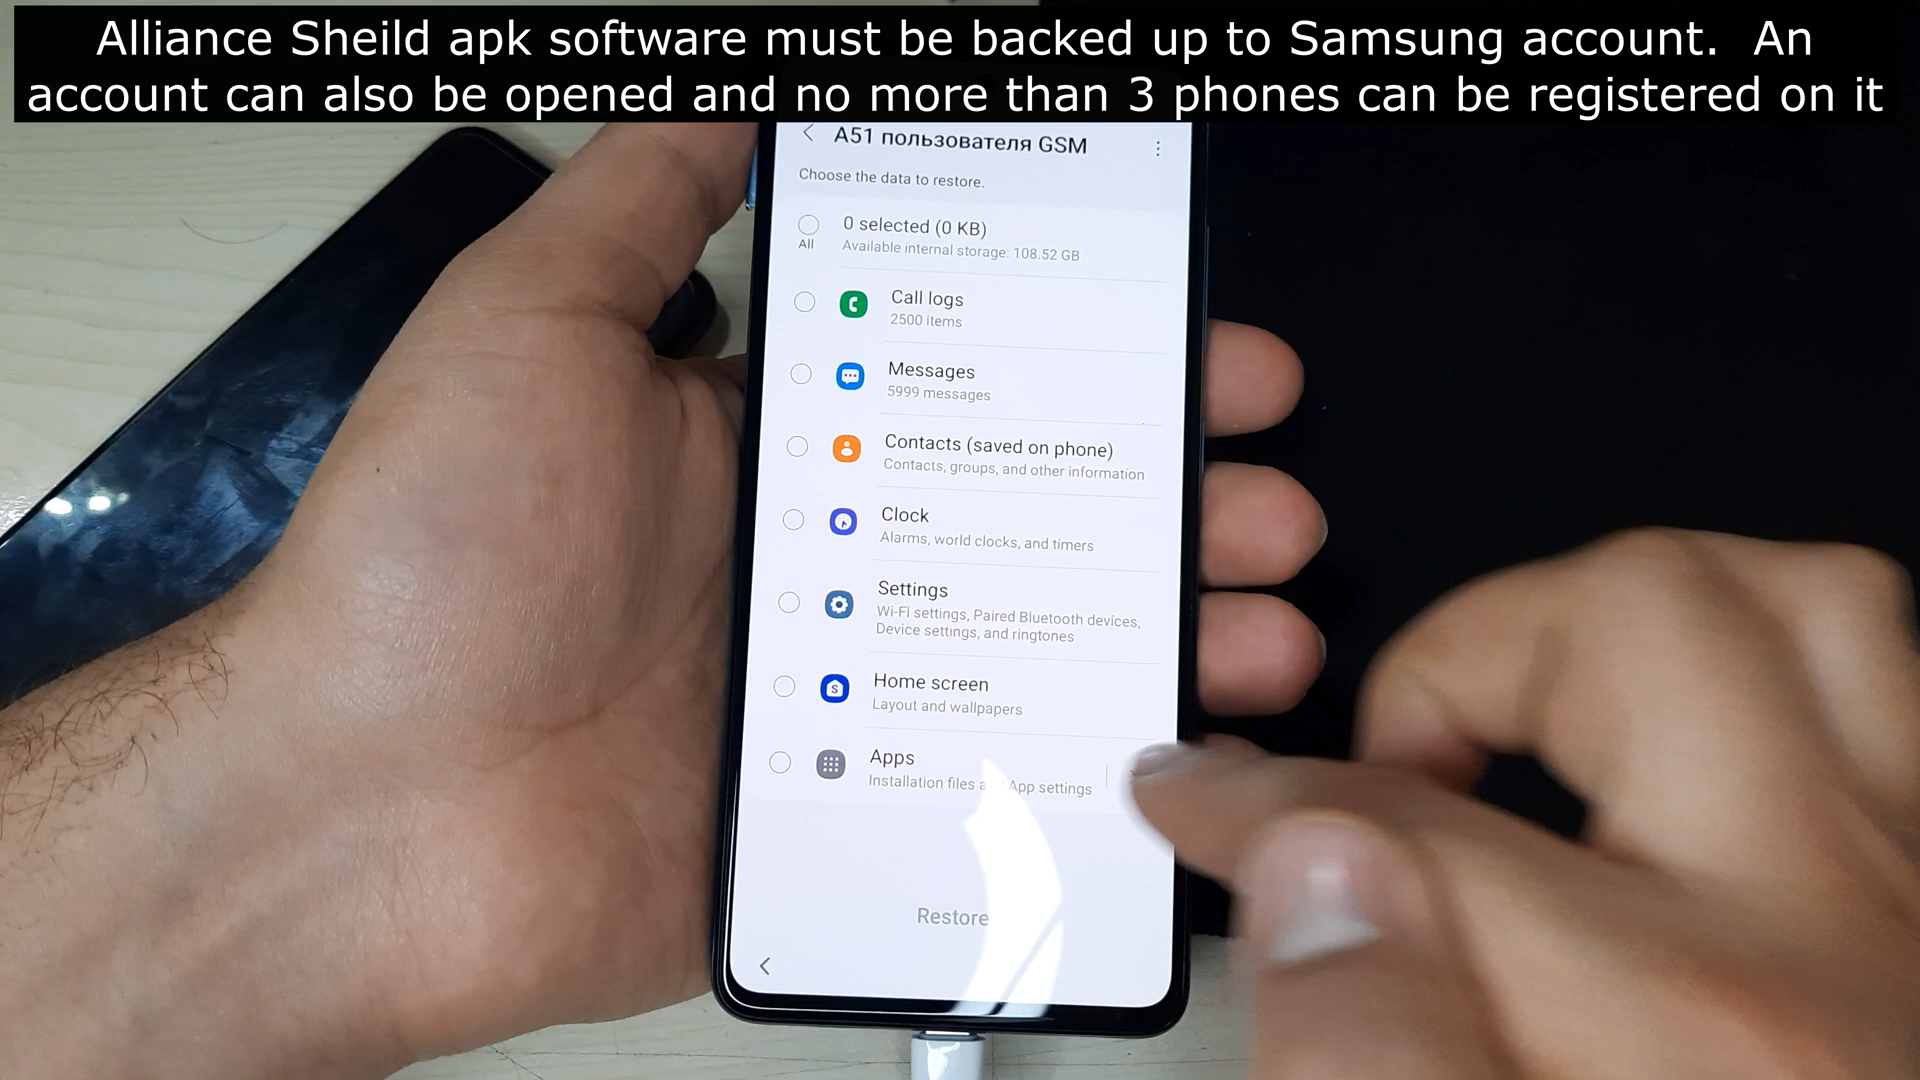 Alliance Sheild apk software must be backed up to Samsung account. An
account can also be opened and no more than 3 phones can be registered on it
A51 пользователя GSM
Choose the data to restore.
0 selected (0 KB)
All
Available internal storage: 108.52 GB
Call logs
2500 items
Messages
5999 messages
Contacts (saved on phone)
Contacts, groups, and other information
Clock
Alarms, world clocks, and timers
Settings
Wi-Fi settings, Paired Bluetooth devices,
Device settings, and ringtones
Home screen
Layout and wallpapers
Apps
Installation files App settings
Restore